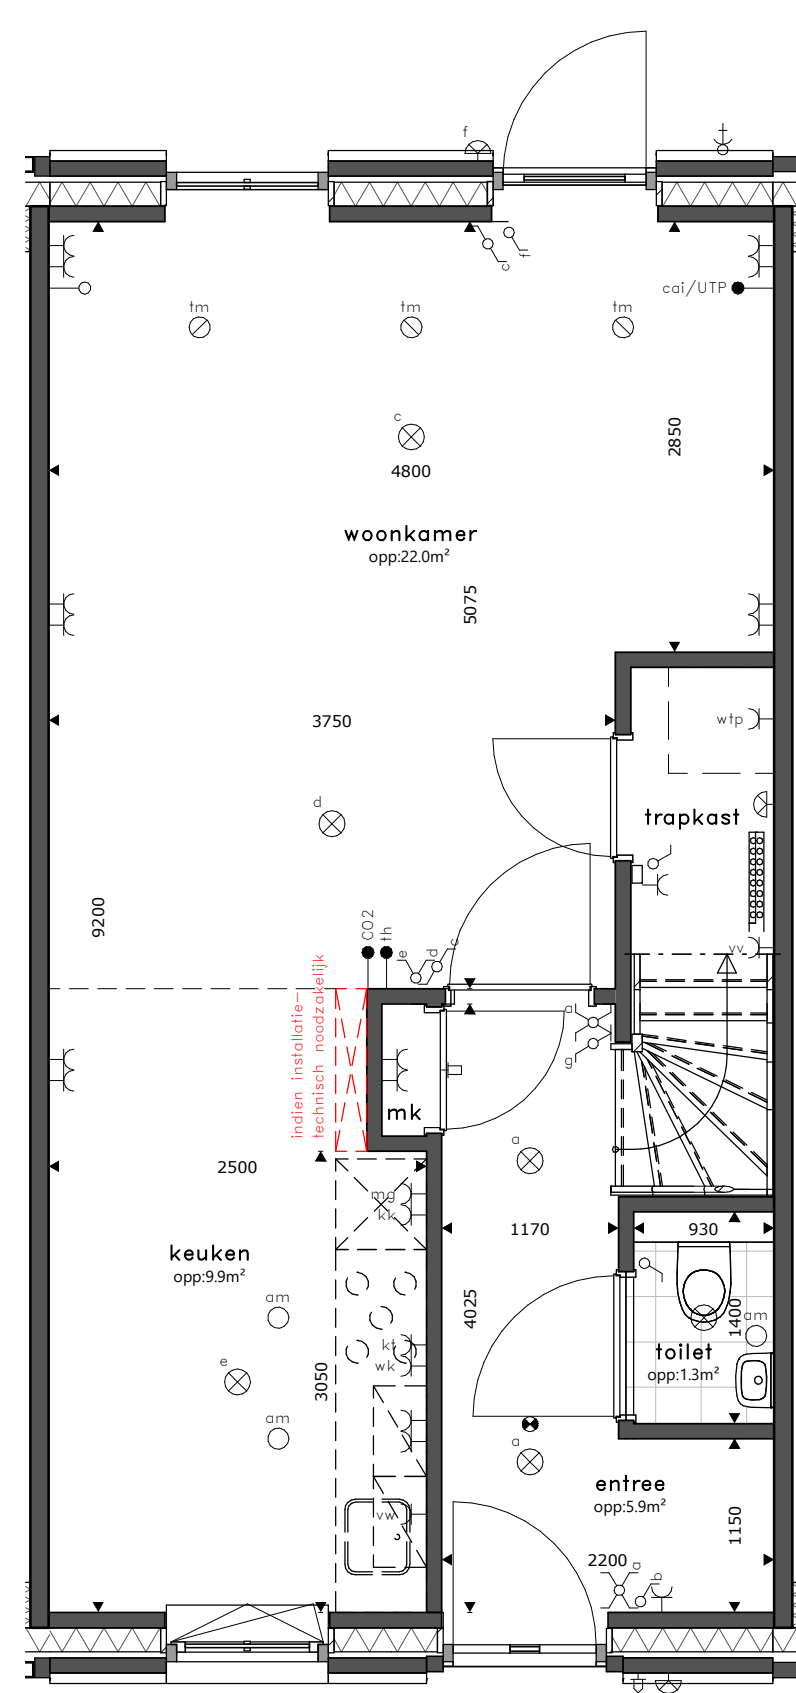 f
t
c
f
cai/UTP
tm
tm
tm
c
2850
4800
woonkamer
opp:22.0m²
5075
3750
wtp
d
trapkast
9200
CO2
th
e
d
c
vv
indien installatie-
technisch noodzakelijk
a
g
mk
a
2500
mg
kk
1170
930
keuken
opp:9.9m²
am
4025
1400
am
kt
wk
toilet
opp:1.3m²
e
3050
am
a
entree
opp:5.9m²
vw
1150
2200
a
b